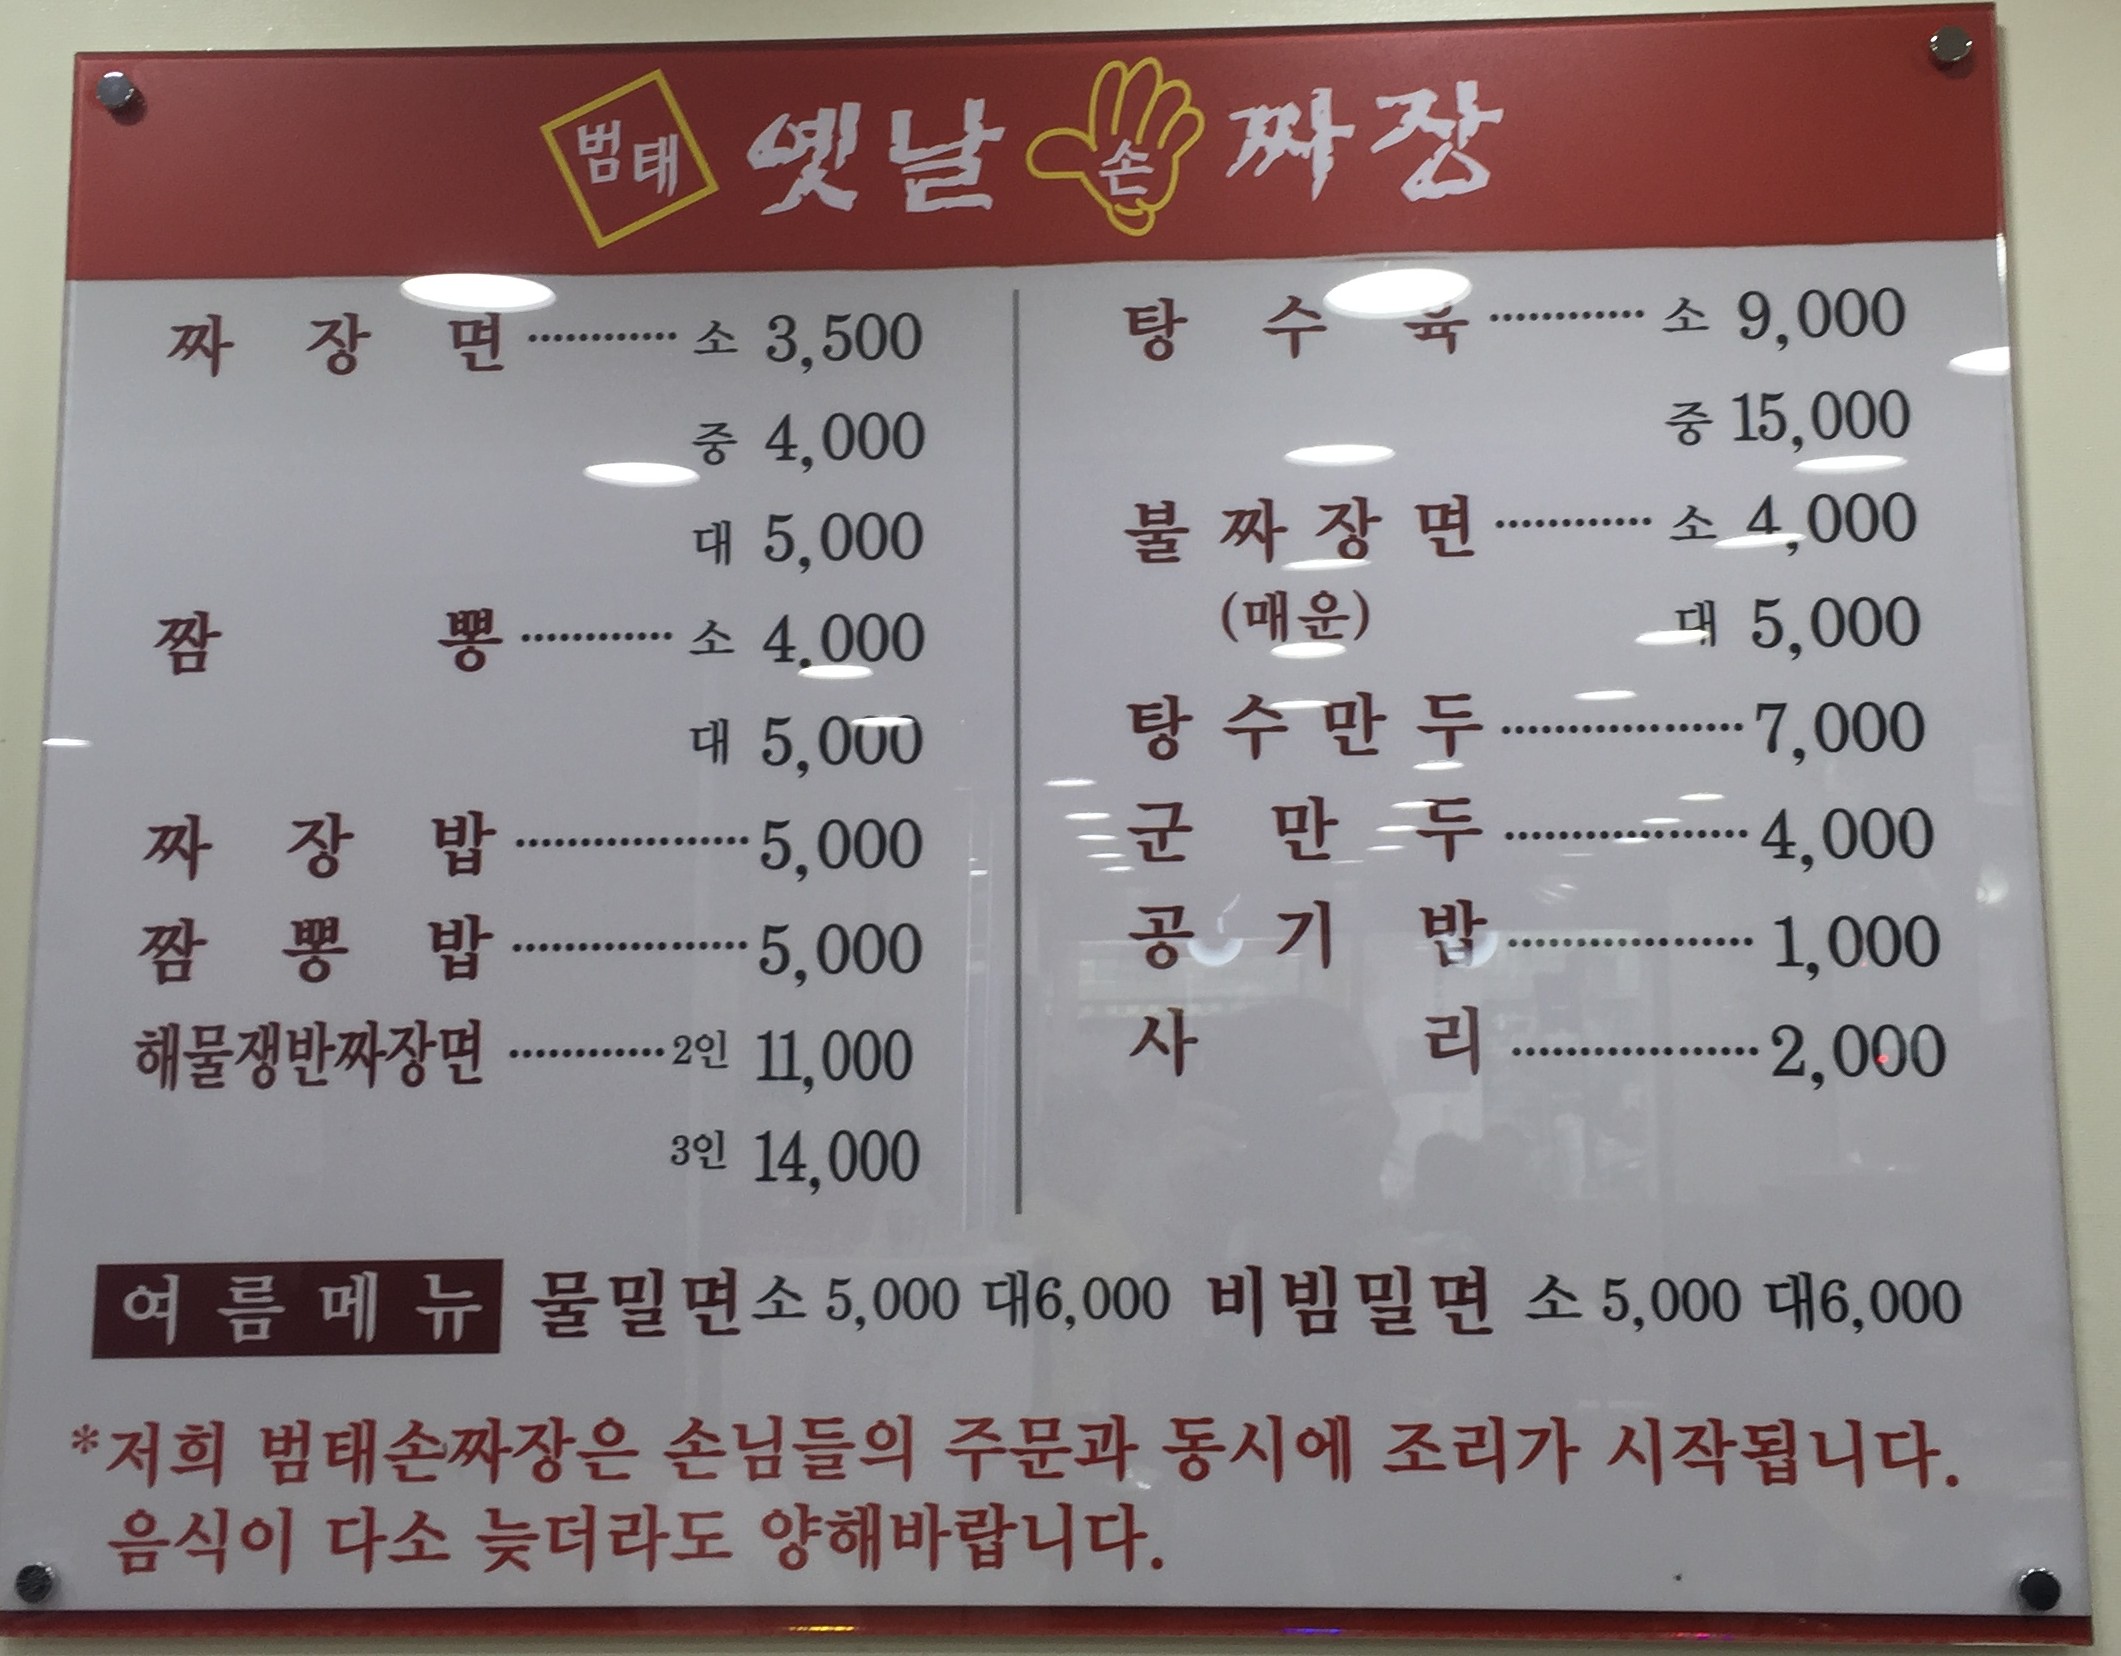 범태 옛날 손 짜장
짜장면 ············ 소 3,500
중 4,000
대 5,000
짬뽕 ············ 소 4,000
대 5,000
짜장밥 ·················· 5,000
짬뽕밥 ·················· 5,000
해물쟁반짜장면 ············ 2인 11,000
3인 14,000
탕수육 ············ 소 9,000
중 15,000
불짜장면 ············ 소 4,000
(매운) 대 5,000
탕수만두 ·················· 7,000
군만두 ·················· 4,000
공기밥 ·················· 1,000
사리 ·················· 2,000
여름메뉴 물밀면 소 5,000 대6,000 비빔밀면 소 5,000 대6,000
*저희 범태손짜장은 손님들의 주문과 동시에 조리가 시작됩니다.
음식이 다소 늦더라도 양해바랍니다.